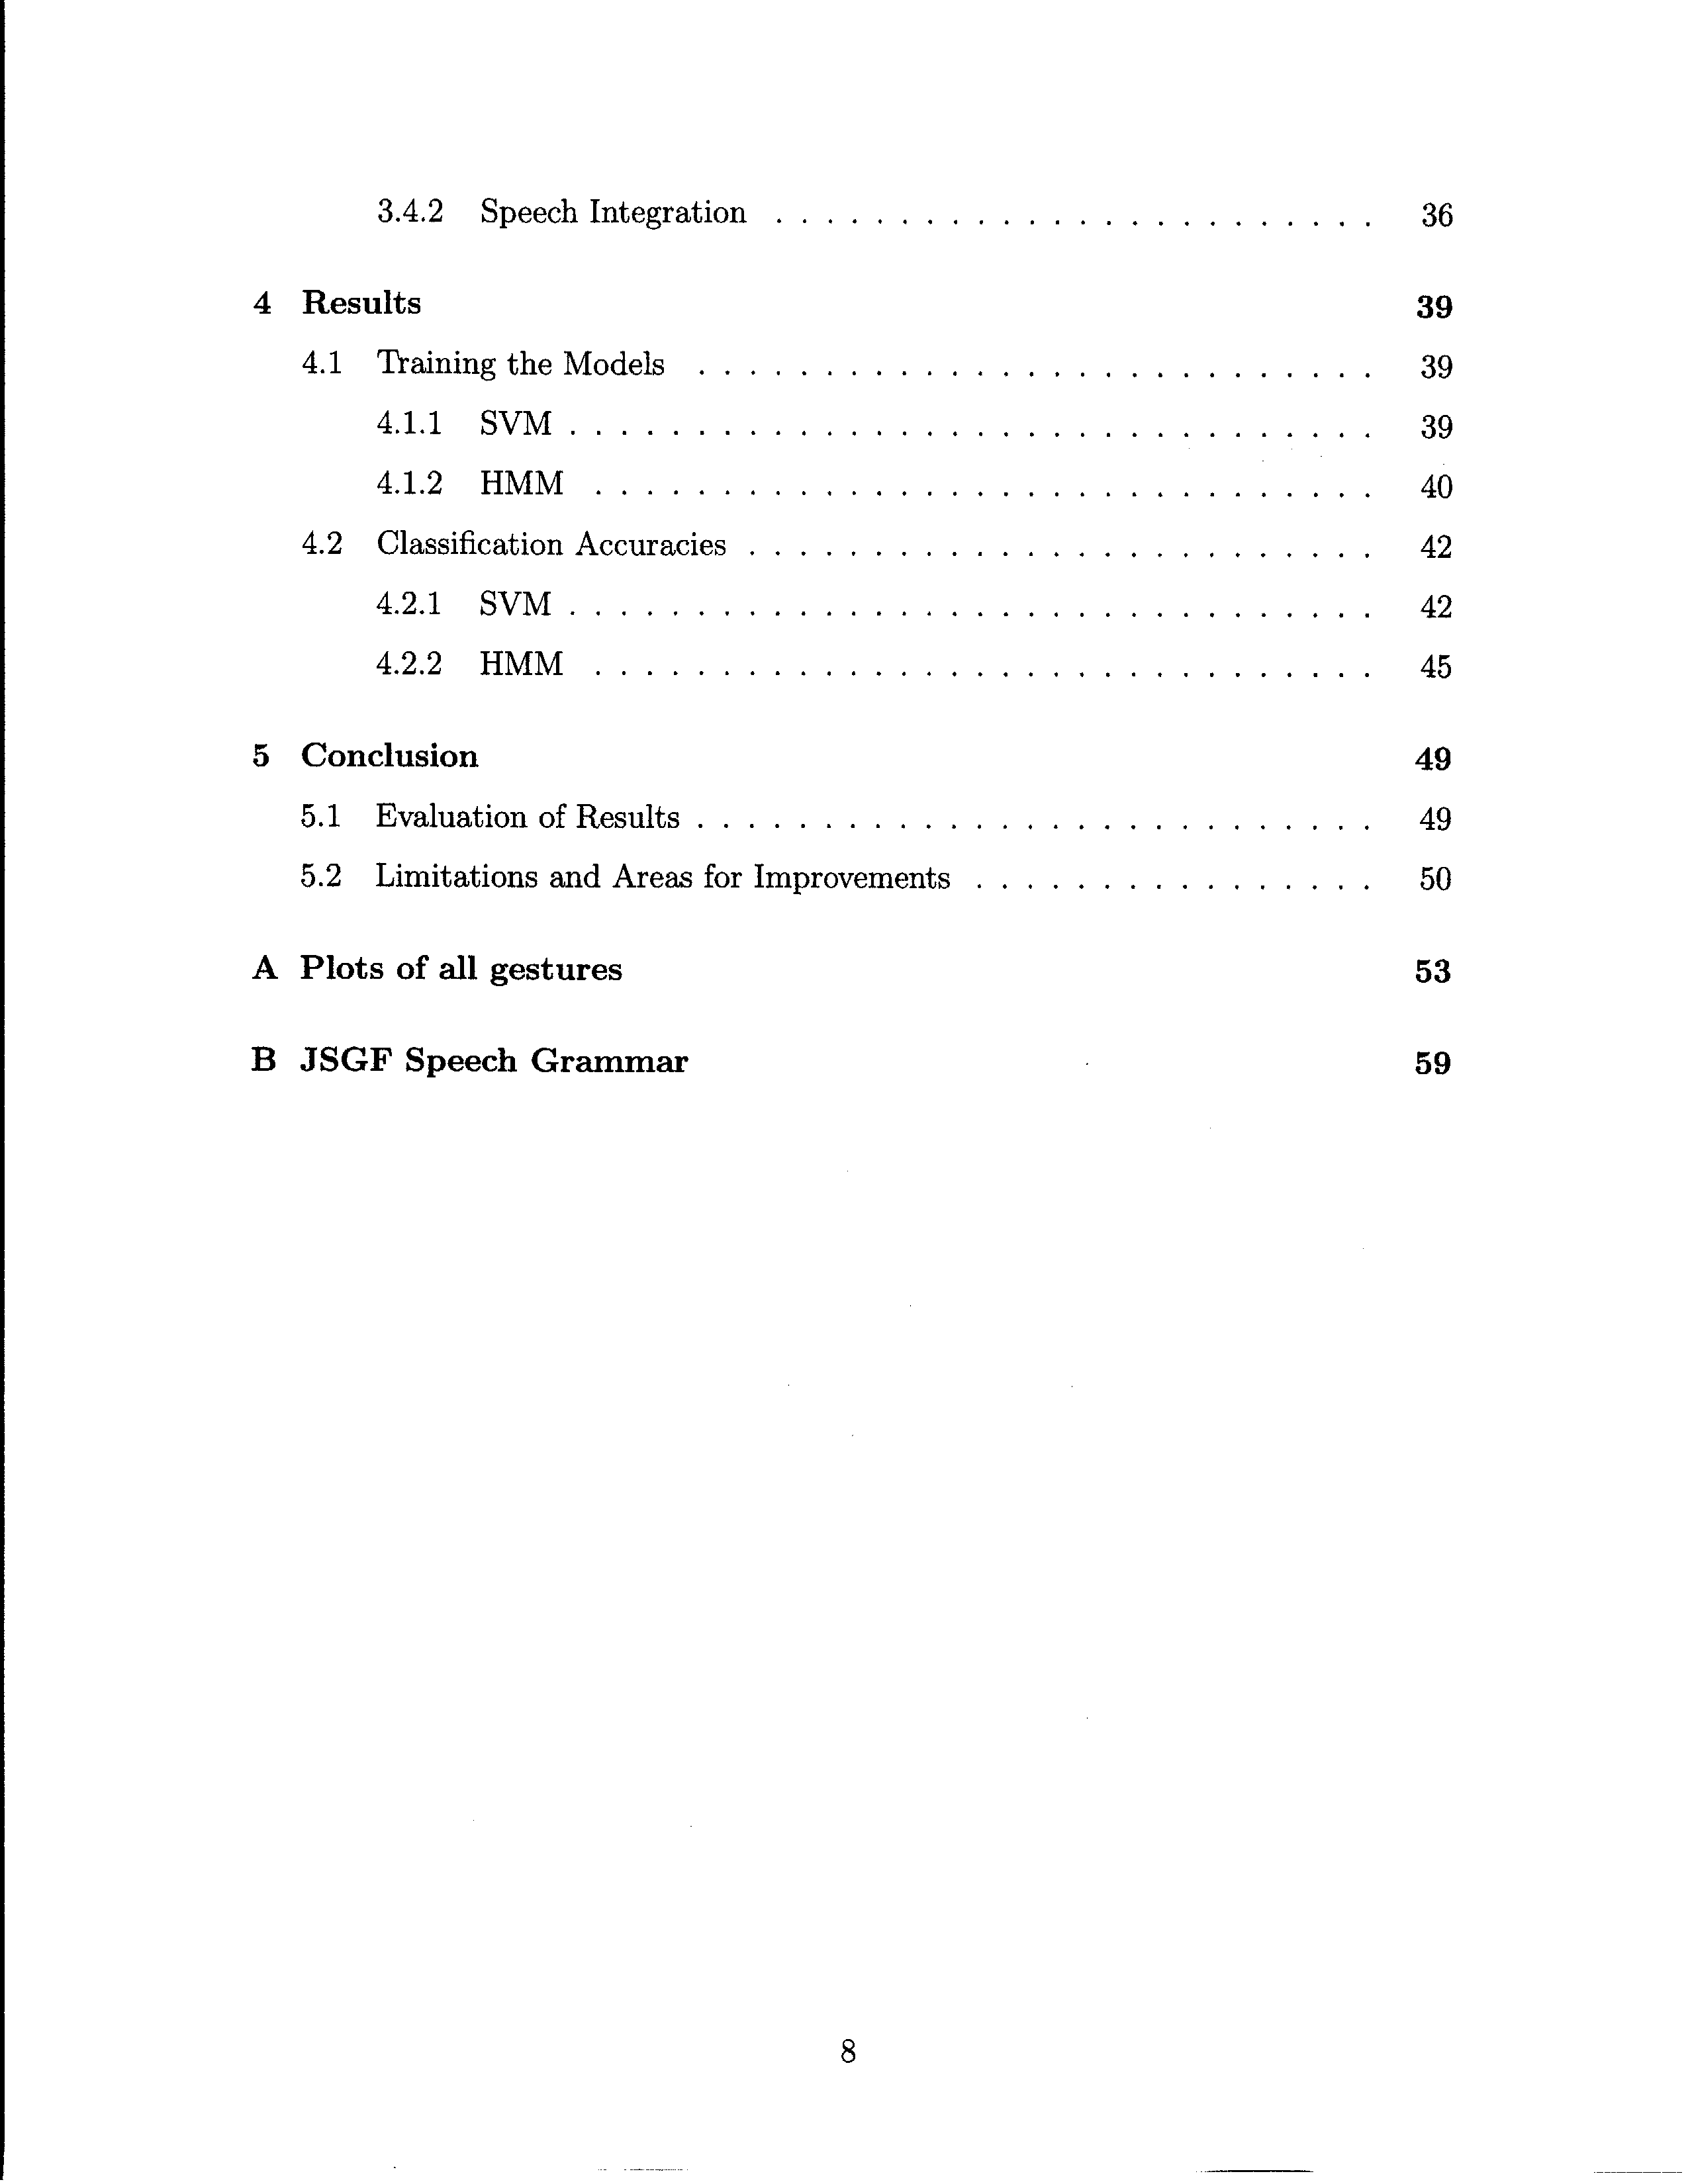 3.4.2 Speech Integration . . . . . . . . . . . . . . . . . . . . . . . . 36
4 Results 39
4.1 Training the Models . . . . . . . . . . . . . . . . . . . . . . . . . . . 39
4.1.1 SVM . . . . . . . . . . . . . . . . . . . . . . . . . . . . . . . . 39
4.1.2 HMM . . . . . . . . . . . . . . . . . . . . . . . . . . . . . . . 40
4.2 Classification Accuracies . . . . . . . . . . . . . . . . . . . . . . . . . 42
4.2.1 SVM . . . . . . . . . . . . . . . . . . . . . . . . . . . . . . . . 42
4.2.2 HMM . . . . . . . . . . . . . . . . . . . . . . . . . . . . . . . 45
5 Conclusion 49
5.1 Evaluation of Results . . . . . . . . . . . . . . . . . . . . . . . . . . . 49
5.2 Limitations and Areas for Improvements . . . . . . . . . . . . . . . . 50
A Plots of all gestures 53
B JSGF Speech Grammar 59
8